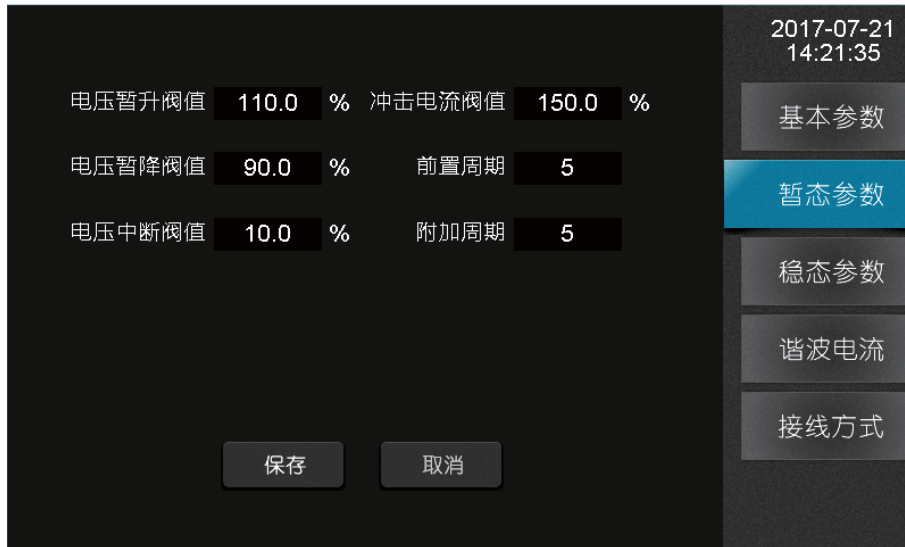 2017-07-21
14:21:35
电压暂升阀值 110.0 % 冲击电流阀值 150.0 %
电压暂降阀值 90.0 % 前置周期 5
电压中断阀值 10.0 % 附加周期 5
保存 取消
基本参数
暂态参数
稳态参数
谐波电流
接线方式